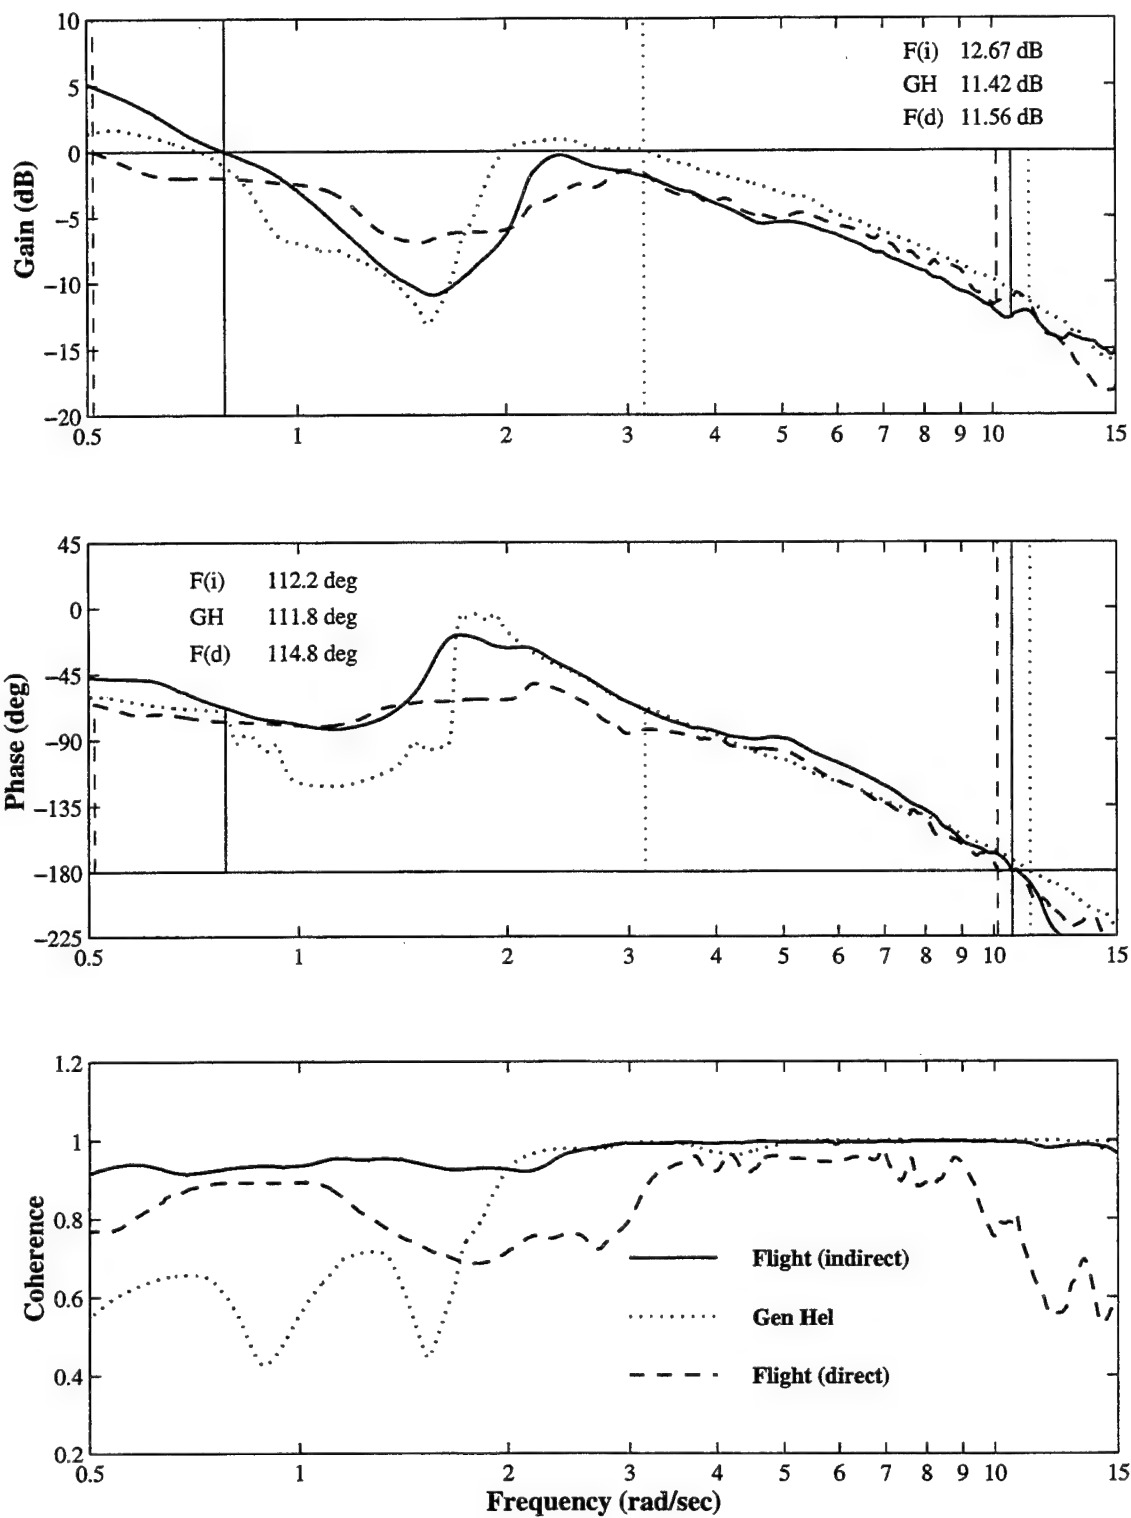 10
5
0
−5
−10
−15
−20
Gain (dB)
F(i) 12.67 dB
GH 11.42 dB
F(d) 11.56 dB
0.5 1 2 3 4 5 6 7 8 9 10 15
45
0
−45
−90
−135
−180
−225
Phase (deg)
F(i) 112.2 deg
GH 111.8 deg
F(d) 114.8 deg
0.5 1 2 3 4 5 6 7 8 9 10 15
1.2
1
0.8
0.6
0.4
0.2
Coherence
Flight (indirect)
Gen Hel
Flight (direct)
0.5 1 2 3 4 5 6 7 8 9 10 15
Frequency (rad/sec)